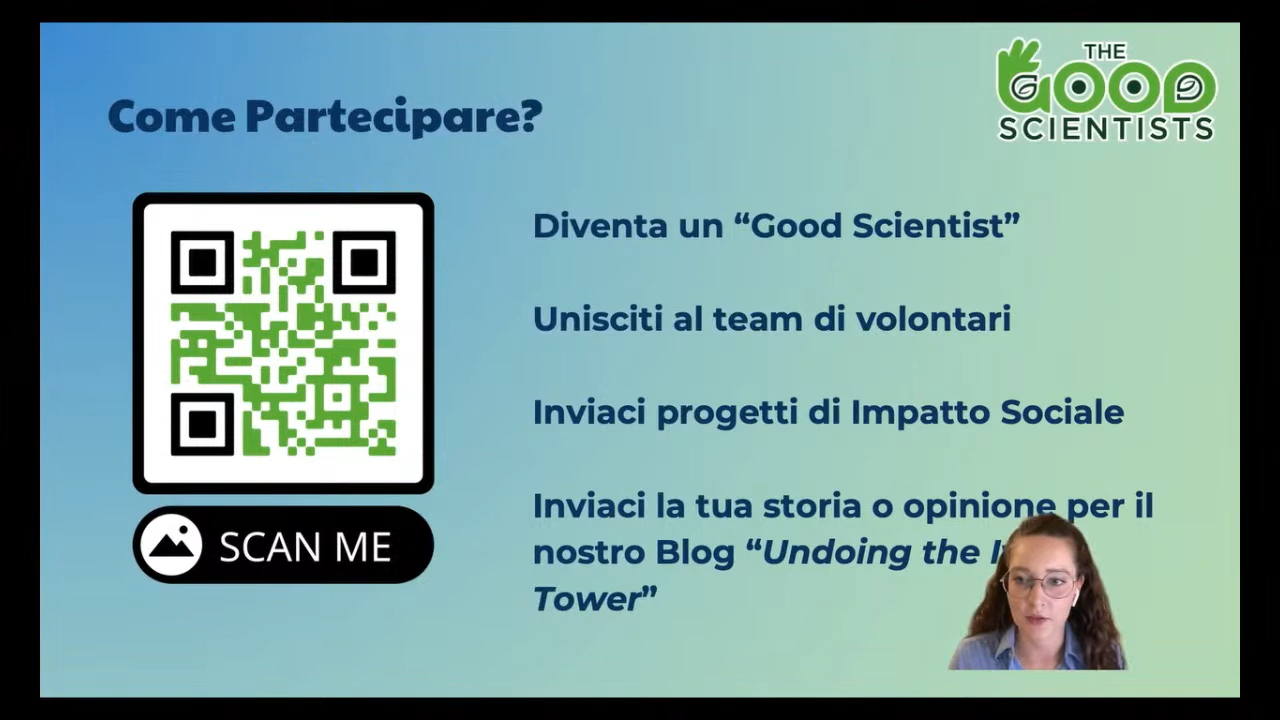 THE
GOOD
SCIENTISTS
Come Partecipare?
Diventa un “Good Scientist”
Unisciti al team di volontari
Inviaci progetti di Impatto Sociale
Inviaci la tua storia o opinione per il
nostro Blog “Undoing the
Tower”
SCAN ME